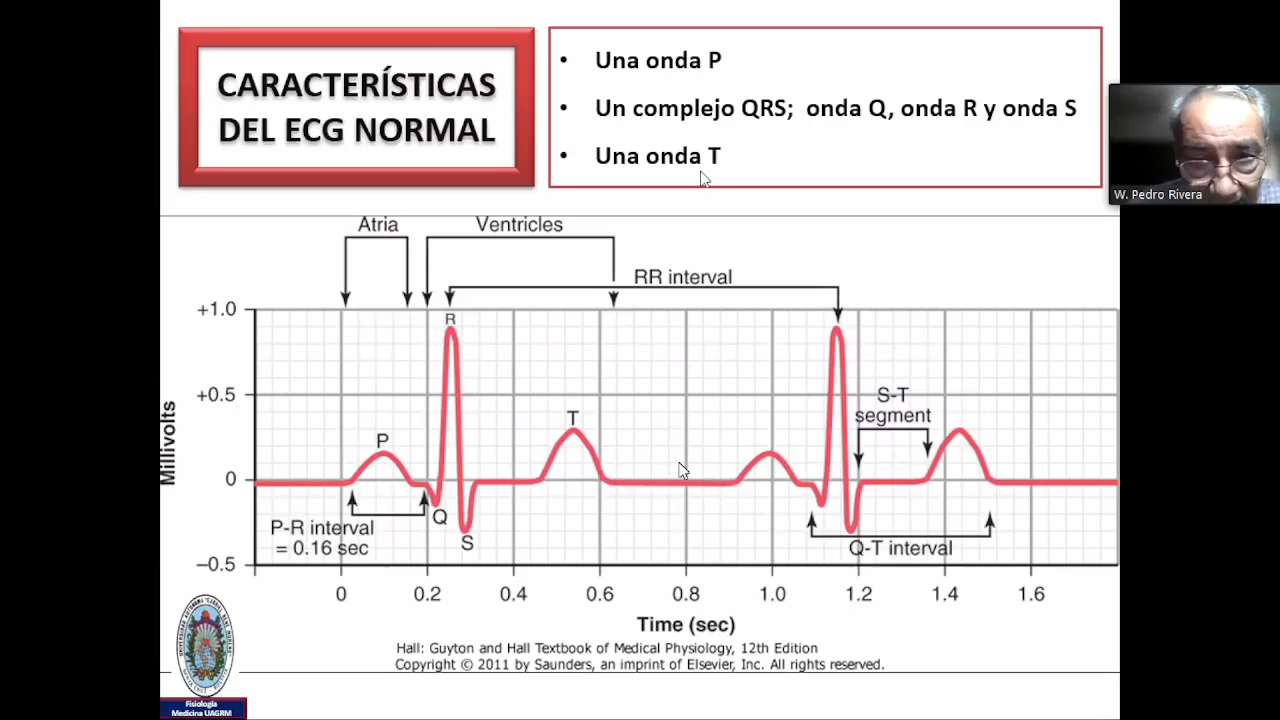 CARACTERÍSTICAS
DEL ECG NORMAL
• Una onda P
• Un complejo QRS; onda Q, onda R y onda S
• Una onda T
W. Pedro Rivera
Atria
Ventricles
RR interval
+1.0
+0.5
0
–0.5
Millivolts
R
P
T
Q
S
S-T
segment
P-R interval
= 0.16 sec
Q-T interval
0 0.2 0.4 0.6 0.8 1.0 1.2 1.4 1.6
Time (sec)
Hall: Guyton and Hall Textbook of Medical Physiology, 12th Edition
Copyright © 2011 by Saunders, an imprint of Elsevier, Inc. All rights reserved.
Fisiología
Medicina UAGRM